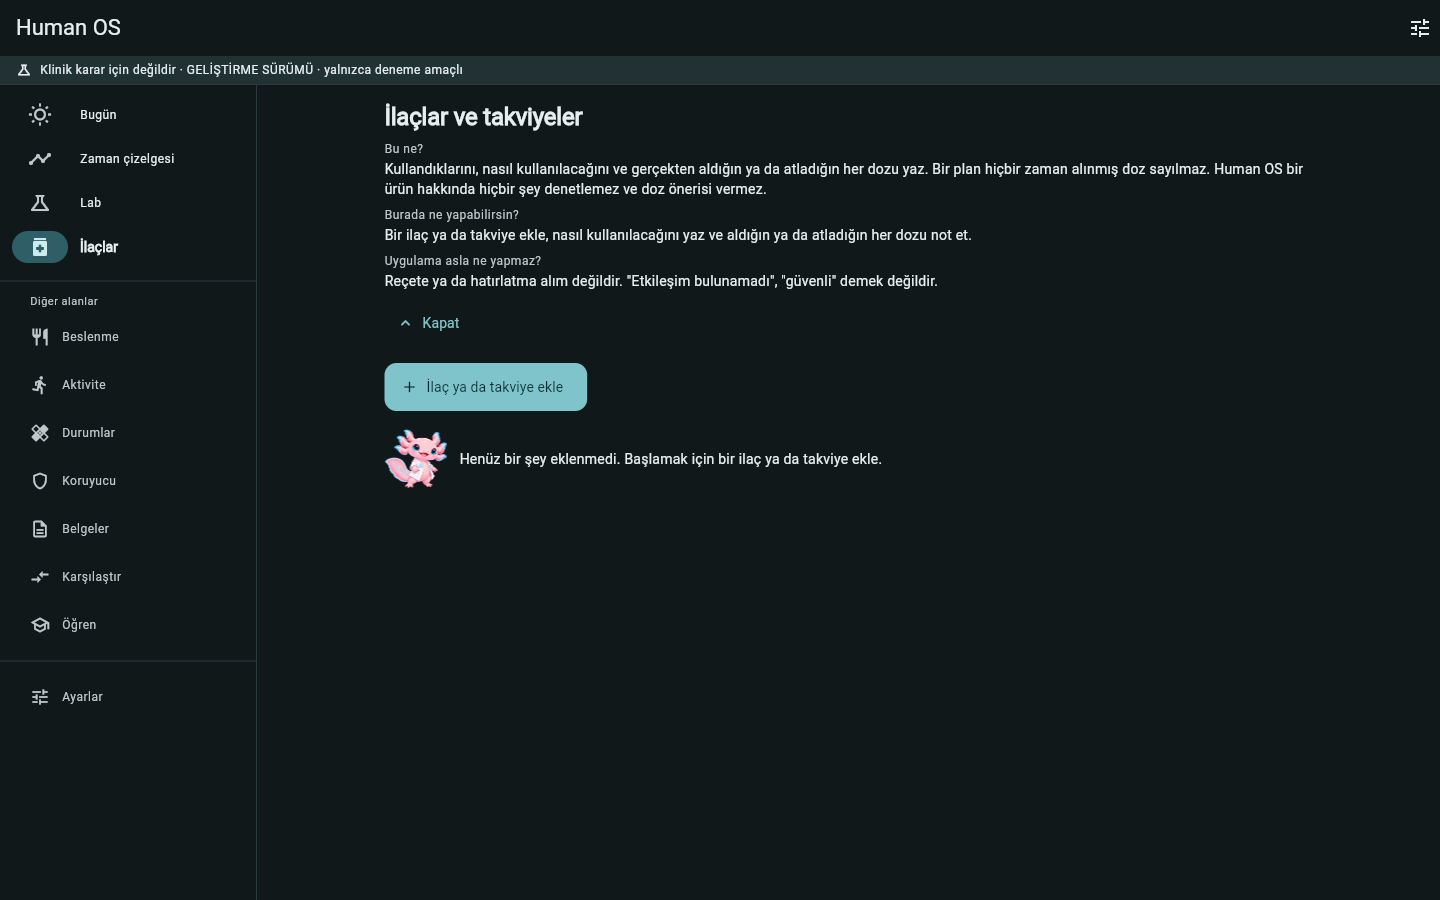 Human OS
Klinik karar için değildir · GELİŞTİRME SÜRÜMÜ · yalnızca deneme amaçlı
Bugün
Zaman çizelgesi
Lab
İlaçlar
Diğer alanlar
Beslenme
Aktivite
Durumlar
Koruyucu
Belgeler
Karşılaştır
Öğren
Ayarlar
İlaçlar ve takviyeler
Bu ne?
Kullandıklarını, nasıl kullanılacağını ve gerçekten aldığın ya da atladığın her dozu yaz. Bir plan hiçbir zaman alınmış doz sayılmaz. Human OS bir
ürün hakkında hiçbir şey denetlemez ve doz önerisi vermez.
Burada ne yapabilirsin?
Bir ilaç ya da takviye ekle, nasıl kullanılacağını yaz ve aldığın ya da atladığın her dozu not et.
Uygulama asla ne yapmaz?
Reçete ya da hatırlatma alım değildir. "Etkileşim bulunamadı", "güvenli" demek değildir.
Kapat
İlaç ya da takviye ekle
Henüz bir şey eklenmedi. Başlamak için bir ilaç ya da takviye ekle.